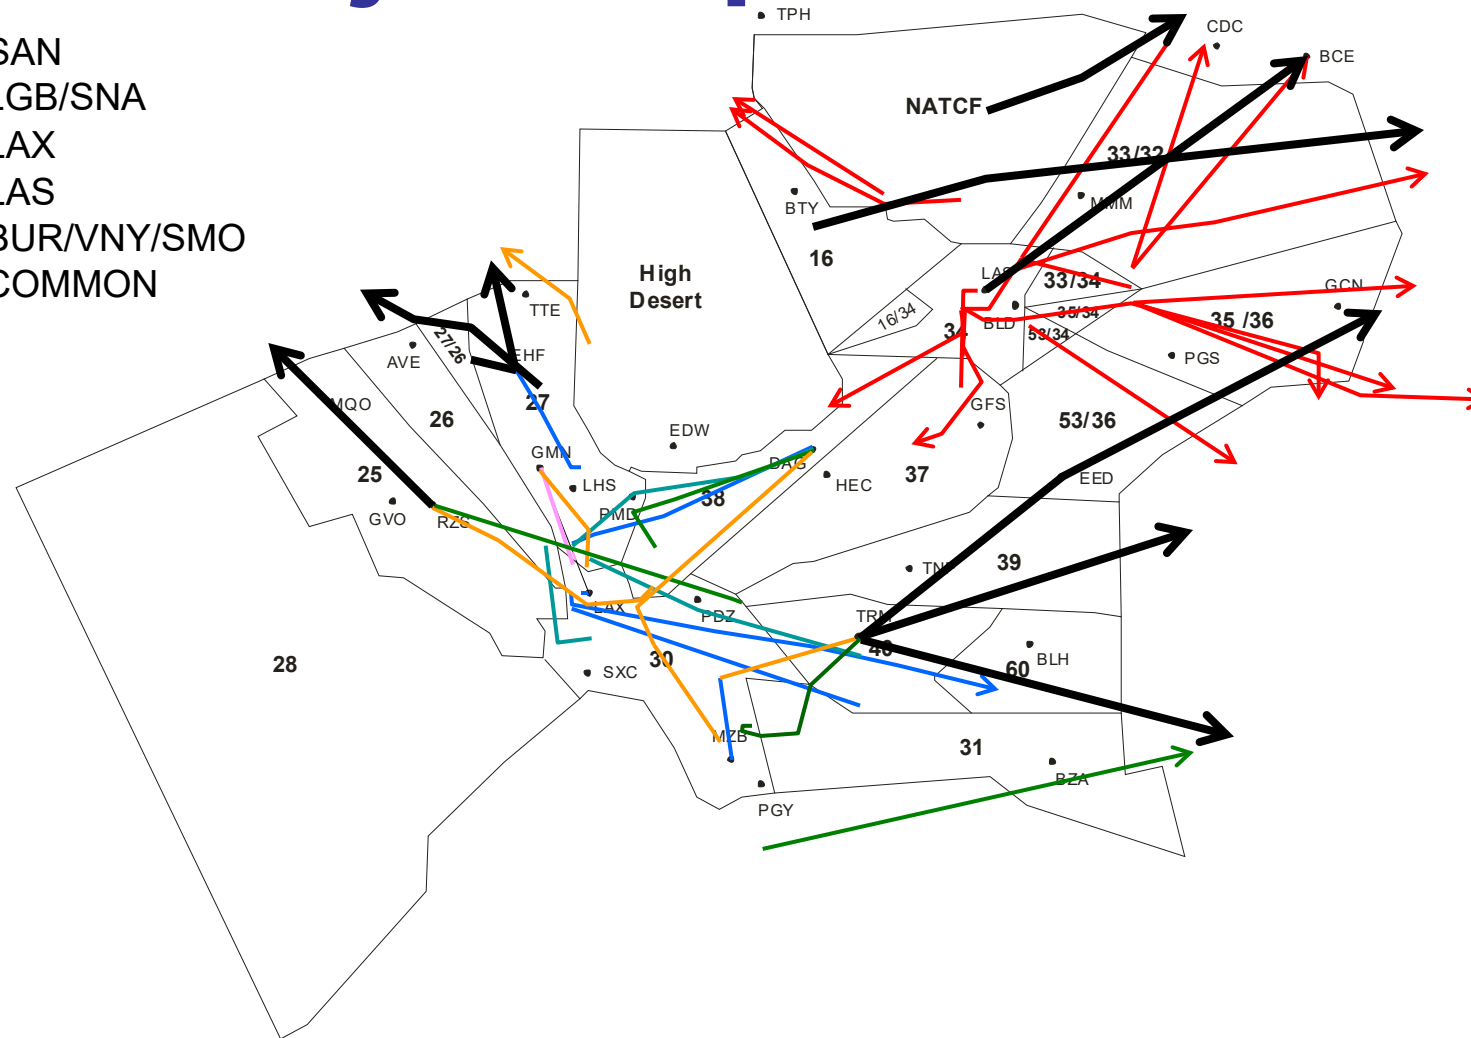 SAN
LGB/SNA
LAX
LAS
BUR/VNY/SMO
COMMON
TPH
CDC
BCE
NATCF
33/32
BTY
MMM
16
High
Desert
LAS
33/34
GCN
TTE
16/34
34
BLD
35/34
53/34
35 /36
27/26
EHF
AVE
PGS
MQO
26
27
GFS
53/36
EDW
GMN
DAG
25
LHS
HEC
37
EED
GVO
RZS
PMD
38
39
TNP
LAX
PDZ
TRM
40
28
30
SXC
60
BLH
MZB
31
BZA
PGY